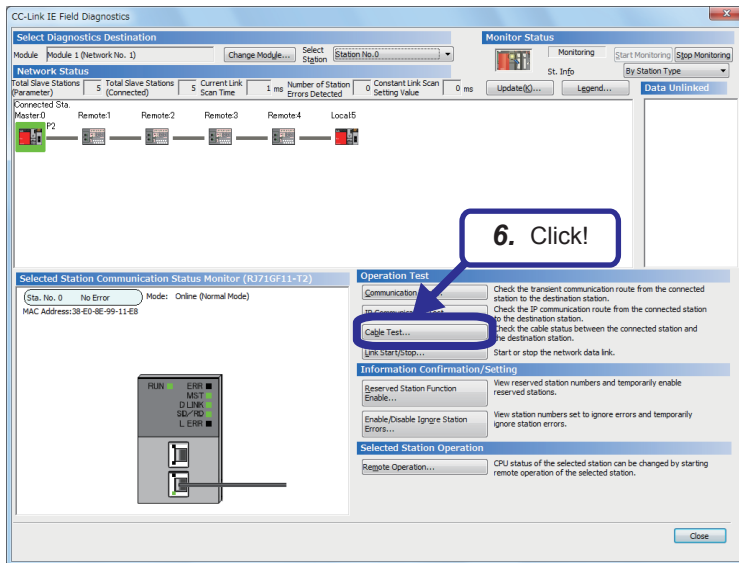 CC-Link IE Field Diagnostics
Select Diagnostics Destination
Module Module 1 (Network No. 1) Change Module... Select Station Station No.0
Monitor Status
Monitoring Start Monitoring Stop Monitoring
St. Info By Station Type
Network Status
Total Slave Stations (Parameter) 5 Total Slave Stations (Connected) 5 Current Link Scan Time 1 ms Number of Station Errors Detected 0 Constant Link Scan Setting Value 0 ms
Update(K)... Legend... Data Unlinked
Connected Sta.
Master:0 Remote:1 Remote:2 Remote:3 Remote:4 Local:5
P2
6. Click!
Selected Station Communication Status Monitor (RJ71GF11-T2)
Sta. No. 0 No Error Mode: Online (Normal Mode)
MAC Address:38-E0-8E-99-11-E8
RUN ERR
MST
D LINK
SD/RD
L ERR
Operation Test
Communication
Check the transient communication route from the connected
station to the destination station.
Check the IP communication route from the connected station
to the destination station.
Cable Test...
Check the cable status between the connected station and
the destination station.
Link Start/Stop... Start or stop the network data link.
Information Confirmation/Setting
Reserved Station Function
Enable...
View reserved station numbers and temporarily enable
reserved stations.
Enable/Disable Ignore Station
Errors...
View station numbers set to ignore errors and temporarily
ignore station errors.
Selected Station Operation
Remote Operation...
CPU status of the selected station can be changed by starting
remote operation of the selected station.
Close